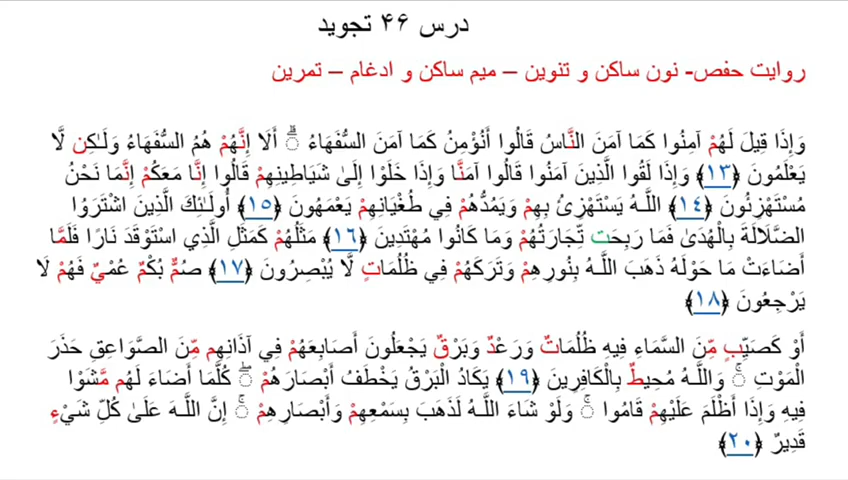 درس ۴۶ تجوید
روایت حفص- نون ساکن و تنوین – میم ساکن و ادغام – تمرین
وَإِذَا قِيلَ لَهُمْ آمِنُوا كَمَا آمَنَ النَّاسُ قَالُوا أَنُؤْمِنُ كَمَا آمَنَ السُّفَهَاءُ ۗ أَلَا إِنَّهُمْ هُمُ السُّفَهَاءُ وَلَـٰكِن لَّا
يَعْلَمُونَ ﴿١٣﴾ وَإِذَا لَقُوا الَّذِينَ آمَنُوا قَالُوا آمَنَّا وَإِذَا خَلَوْا إِلَىٰ شَيَاطِينِهِمْ قَالُوا إِنَّا مَعَكُمْ إِنَّمَا نَحْنُ
مُسْتَهْزِئُونَ ﴿١٤﴾ اللَّـهُ يَسْتَهْزِئُ بِهِمْ وَيَمُدُّهُمْ فِي طُغْيَانِهِمْ يَعْمَهُونَ ﴿١٥﴾ أُولَـٰئِكَ الَّذِينَ اشْتَرَوُا
الضَّلَالَةَ بِالْهُدَىٰ فَمَا رَبِحَت تِّجَارَتُهُمْ وَمَا كَانُوا مُهْتَدِينَ ﴿١٦﴾ مَثَلُهُمْ كَمَثَلِ الَّذِي اسْتَوْقَدَ نَارًا فَلَمَّا
أَضَاءَتْ مَا حَوْلَهُ ذَهَبَ اللَّـهُ بِنُورِهِمْ وَتَرَكَهُمْ فِي ظُلُمَاتٍ لَّا يُبْصِرُونَ ﴿١٧﴾ صُمٌّ بُكْمٌ عُمْيٌ فَهُمْ لَا
يَرْجِعُونَ ﴿١٨﴾
أَوْ كَصَيِّبٍ مِّنَ السَّمَاءِ فِيهِ ظُلُمَاتٌ وَرَعْدٌ وَبَرْقٌ يَجْعَلُونَ أَصَابِعَهُمْ فِي آذَانِهِم مِّنَ الصَّوَاعِقِ حَذَرَ
الْمَوْتِ ۚ وَاللَّـهُ مُحِيطٌ بِالْكَافِرِينَ ﴿١٩﴾ يَكَادُ الْبَرْقُ يَخْطَفُ أَبْصَارَهُمْ ۖ كُلَّمَا أَضَاءَ لَهُم مَّشَوْا
فِيهِ وَإِذَا أَظْلَمَ عَلَيْهِمْ قَامُوا ۚ وَلَوْ شَاءَ اللَّـهُ لَذَهَبَ بِسَمْعِهِمْ وَأَبْصَارِهِمْ ۚ إِنَّ اللَّـهَ عَلَىٰ كُلِّ شَيْءٍ
قَدِيرٌ ﴿٢٠﴾